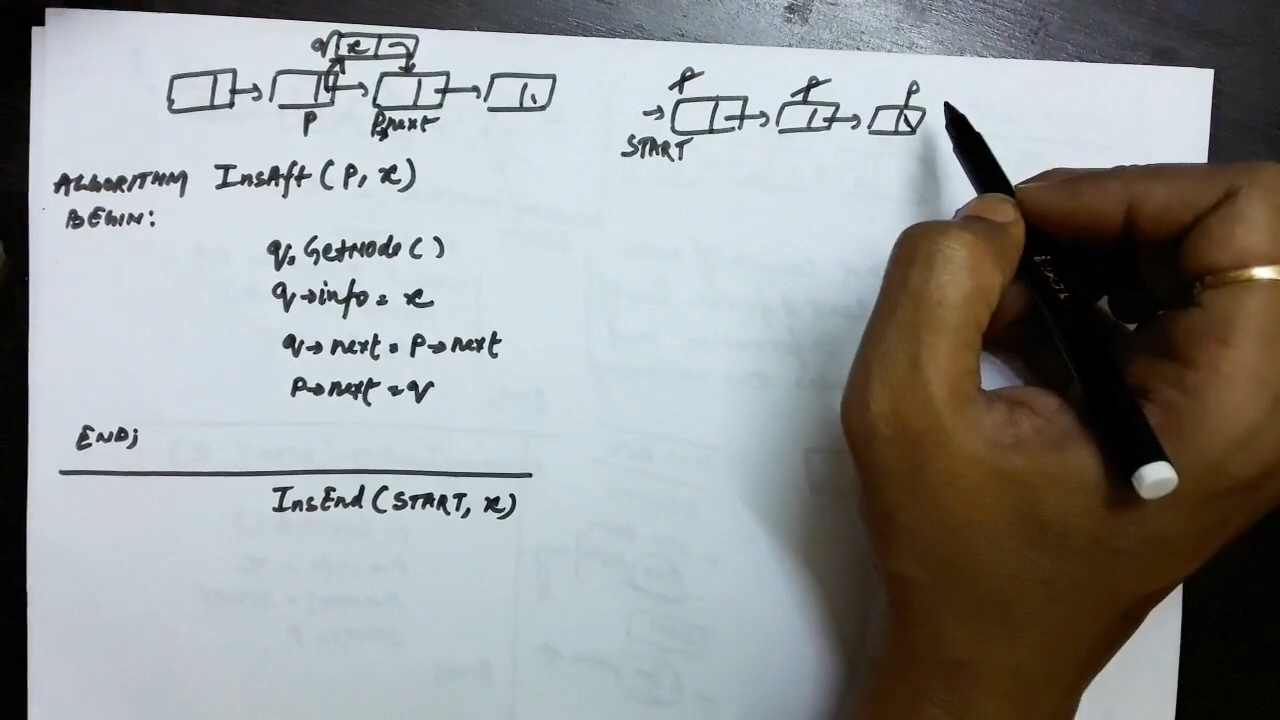 q x
P P→next
ALGORITHM InsAft(P, x)
BEGIN:
q = GetNode()
q→info = x
q→next = P→next
P→next = q
END;
InsEnd(START, x)
P P P
START